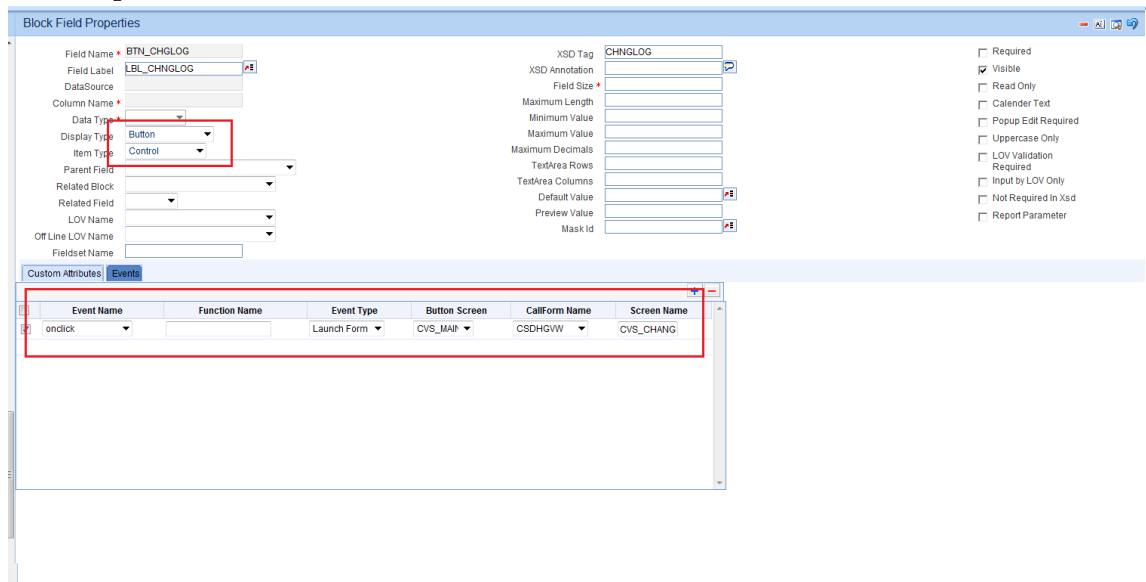 Block Field Properties
Field Name * BTN_CHGLOG
Field Label LBL_CHNGLOG
DataSource
Column Name *
Data Type *
Display Type Button
Item Type Control
Parent Field
Related Block
Related Field
LOV Name
Off Line LOV Name
Fieldset Name
XSD Tag CHNGLOG
XSD Annotation
Field Size *
Maximum Length
Minimum Value
Maximum Value
Maximum Decimals
TextArea Rows
TextArea Columns
Default Value
Preview Value
Mask Id
Required
Visible
Read Only
Calender Text
Popup Edit Required
Uppercase Only
LOV Validation
Required
Input by LOV Only
Not Required In Xsd
Report Parameter
Custom Attributes Events
Event Name Function Name Event Type Button Screen CallForm Name Screen Name
onclick Launch Form CVS_MAIN CSDHGVW CVS_CHANG